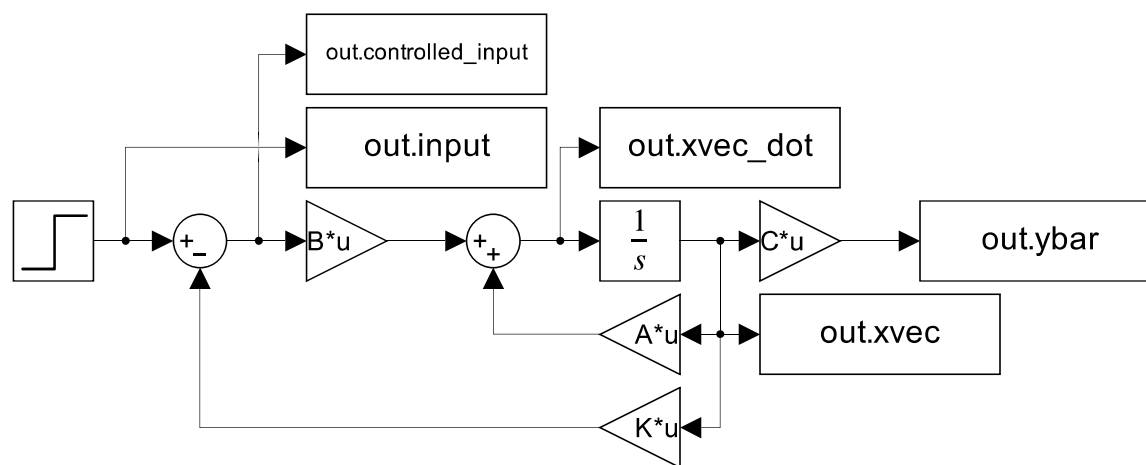 out.controlled_input
out.input
out.xvec_dot
+
−
B*u
+
+
1
s
C*u
out.ybar
A*u
out.xvec
K*u